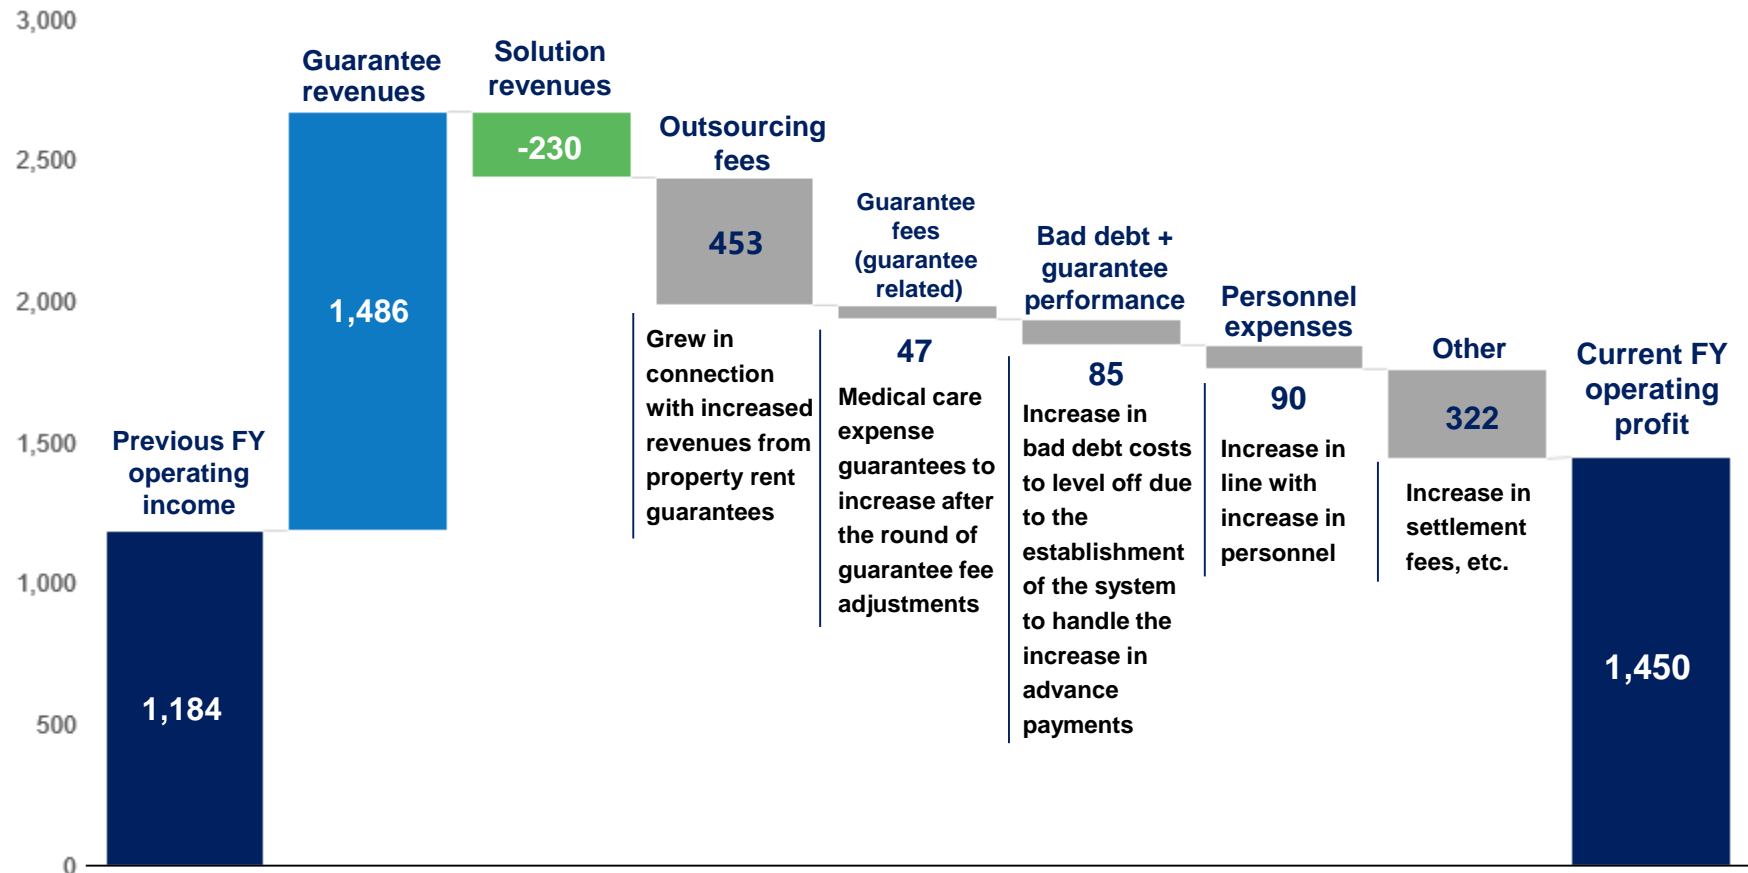 3,000
2,500
2,000
1,500
1,000
500
0
Previous FY
operating
income
1,184
Guarantee
revenues
1,486
Solution
revenues
-230
Outsourcing
fees
453
Grew in
connection
with increased
revenues from
property rent
guarantees
Guarantee
fees
(guarantee
related)
47
Medical care
expense
guarantees to
increase after
the round of
guarantee fee
adjustments
Bad debt +
guarantee
performance
85
Increase in
bad debt costs
to level off due
to the
establishment
of the system
to handle the
increase in
advance
payments
Personnel
expenses
90
Increase in
line with
increase in
personnel
Other
322
Increase in
settlement
fees, etc.
Current FY
operating
profit
1,450